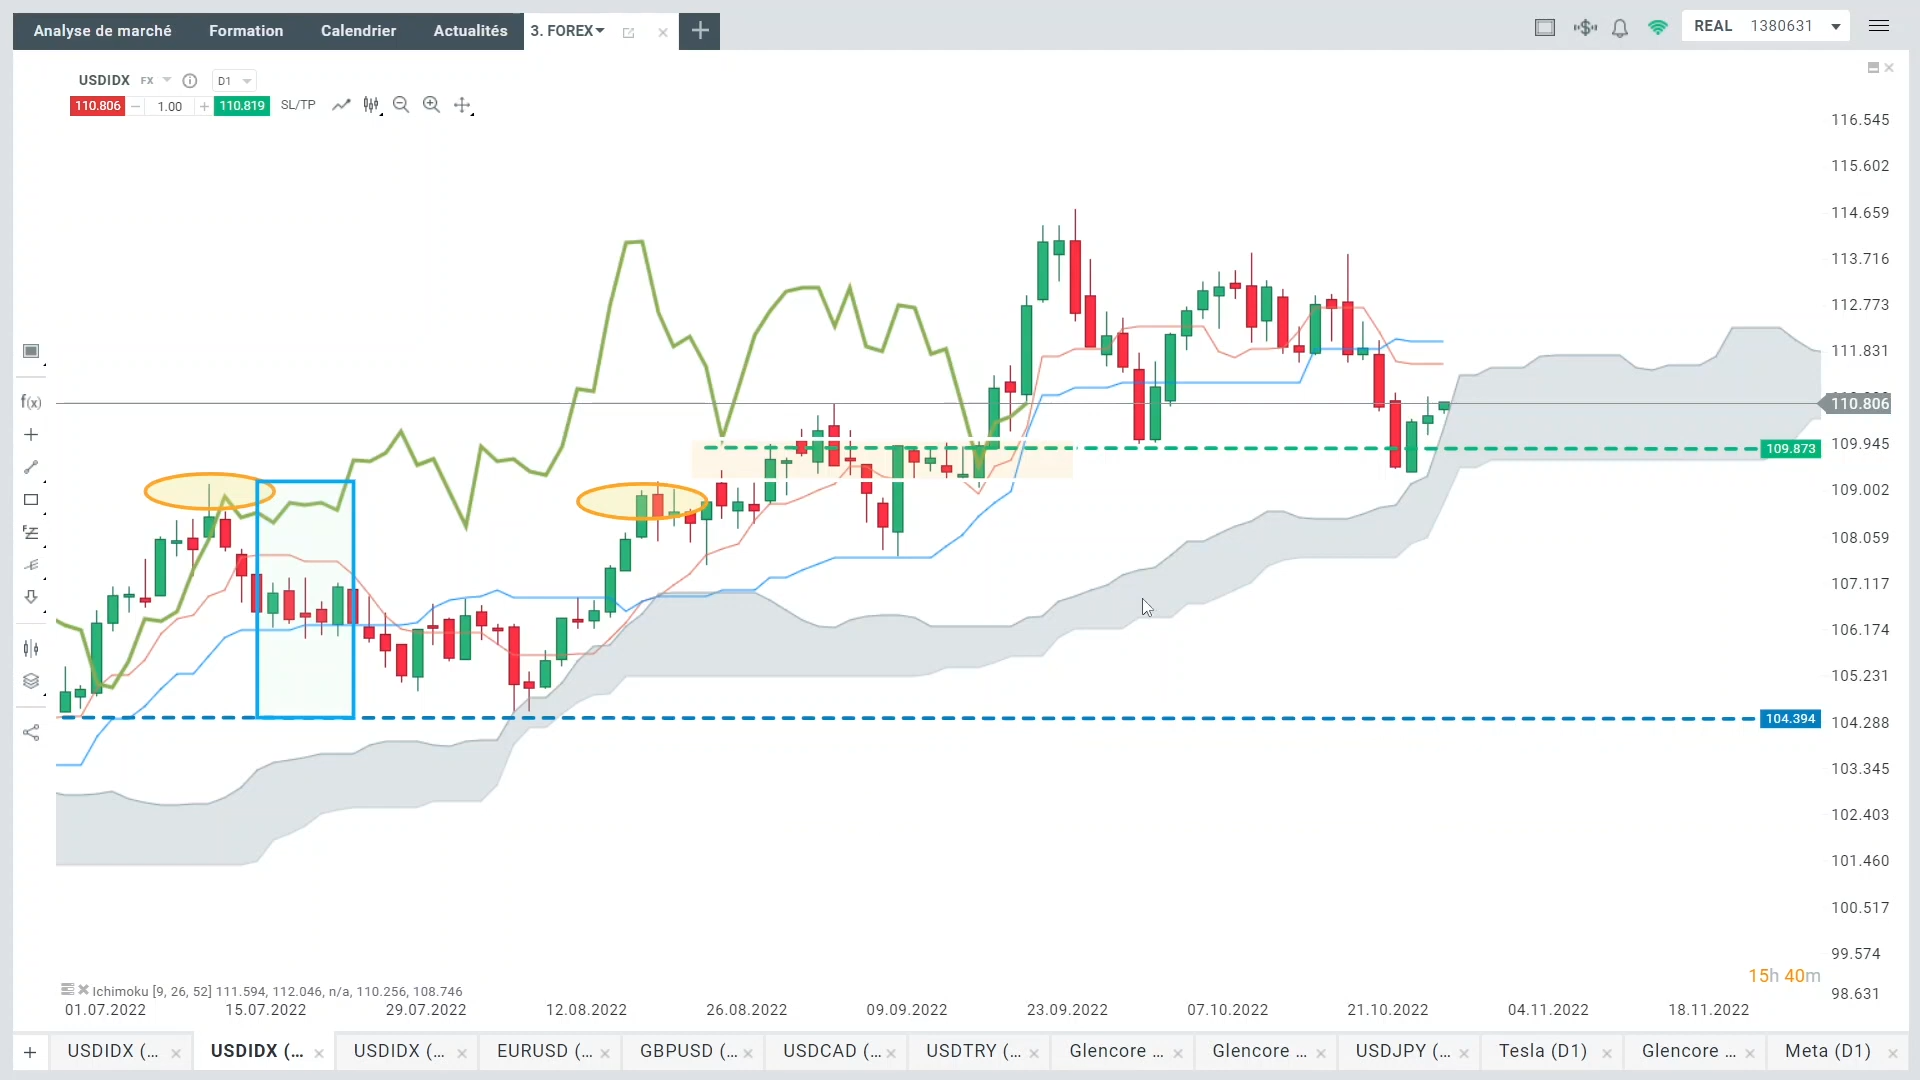 Analyse de marché Formation Calendrier Actualités 3. FOREX REAL 1380631
USDIDX FX D1
110.806 1.00 110.819 SL/TP
116.545
115.602
114.659
113.716
112.773
111.831
110.806
109.945
109.873
109.002
108.059
107.117
106.174
105.231
104.394
104.288
103.345
102.403
101.460
100.517
99.574
15h 40m
98.631
f(x)
Ichimoku [9, 26, 52] 111.594, 112.046, n/a, 110.256, 108.746
01.07.2022 15.07.2022 29.07.2022 12.08.2022 26.08.2022 09.09.2022 23.09.2022 07.10.2022 21.10.2022 04.11.2022 18.11.2022
USDIDX (... USDIDX (... USDIDX (... EURUSD (... GBPUSD (... USDCAD (... USDTRY (... Glencore ... Glencore ... USDJPY (... Tesla (D1) Glencore ... Meta (D1)